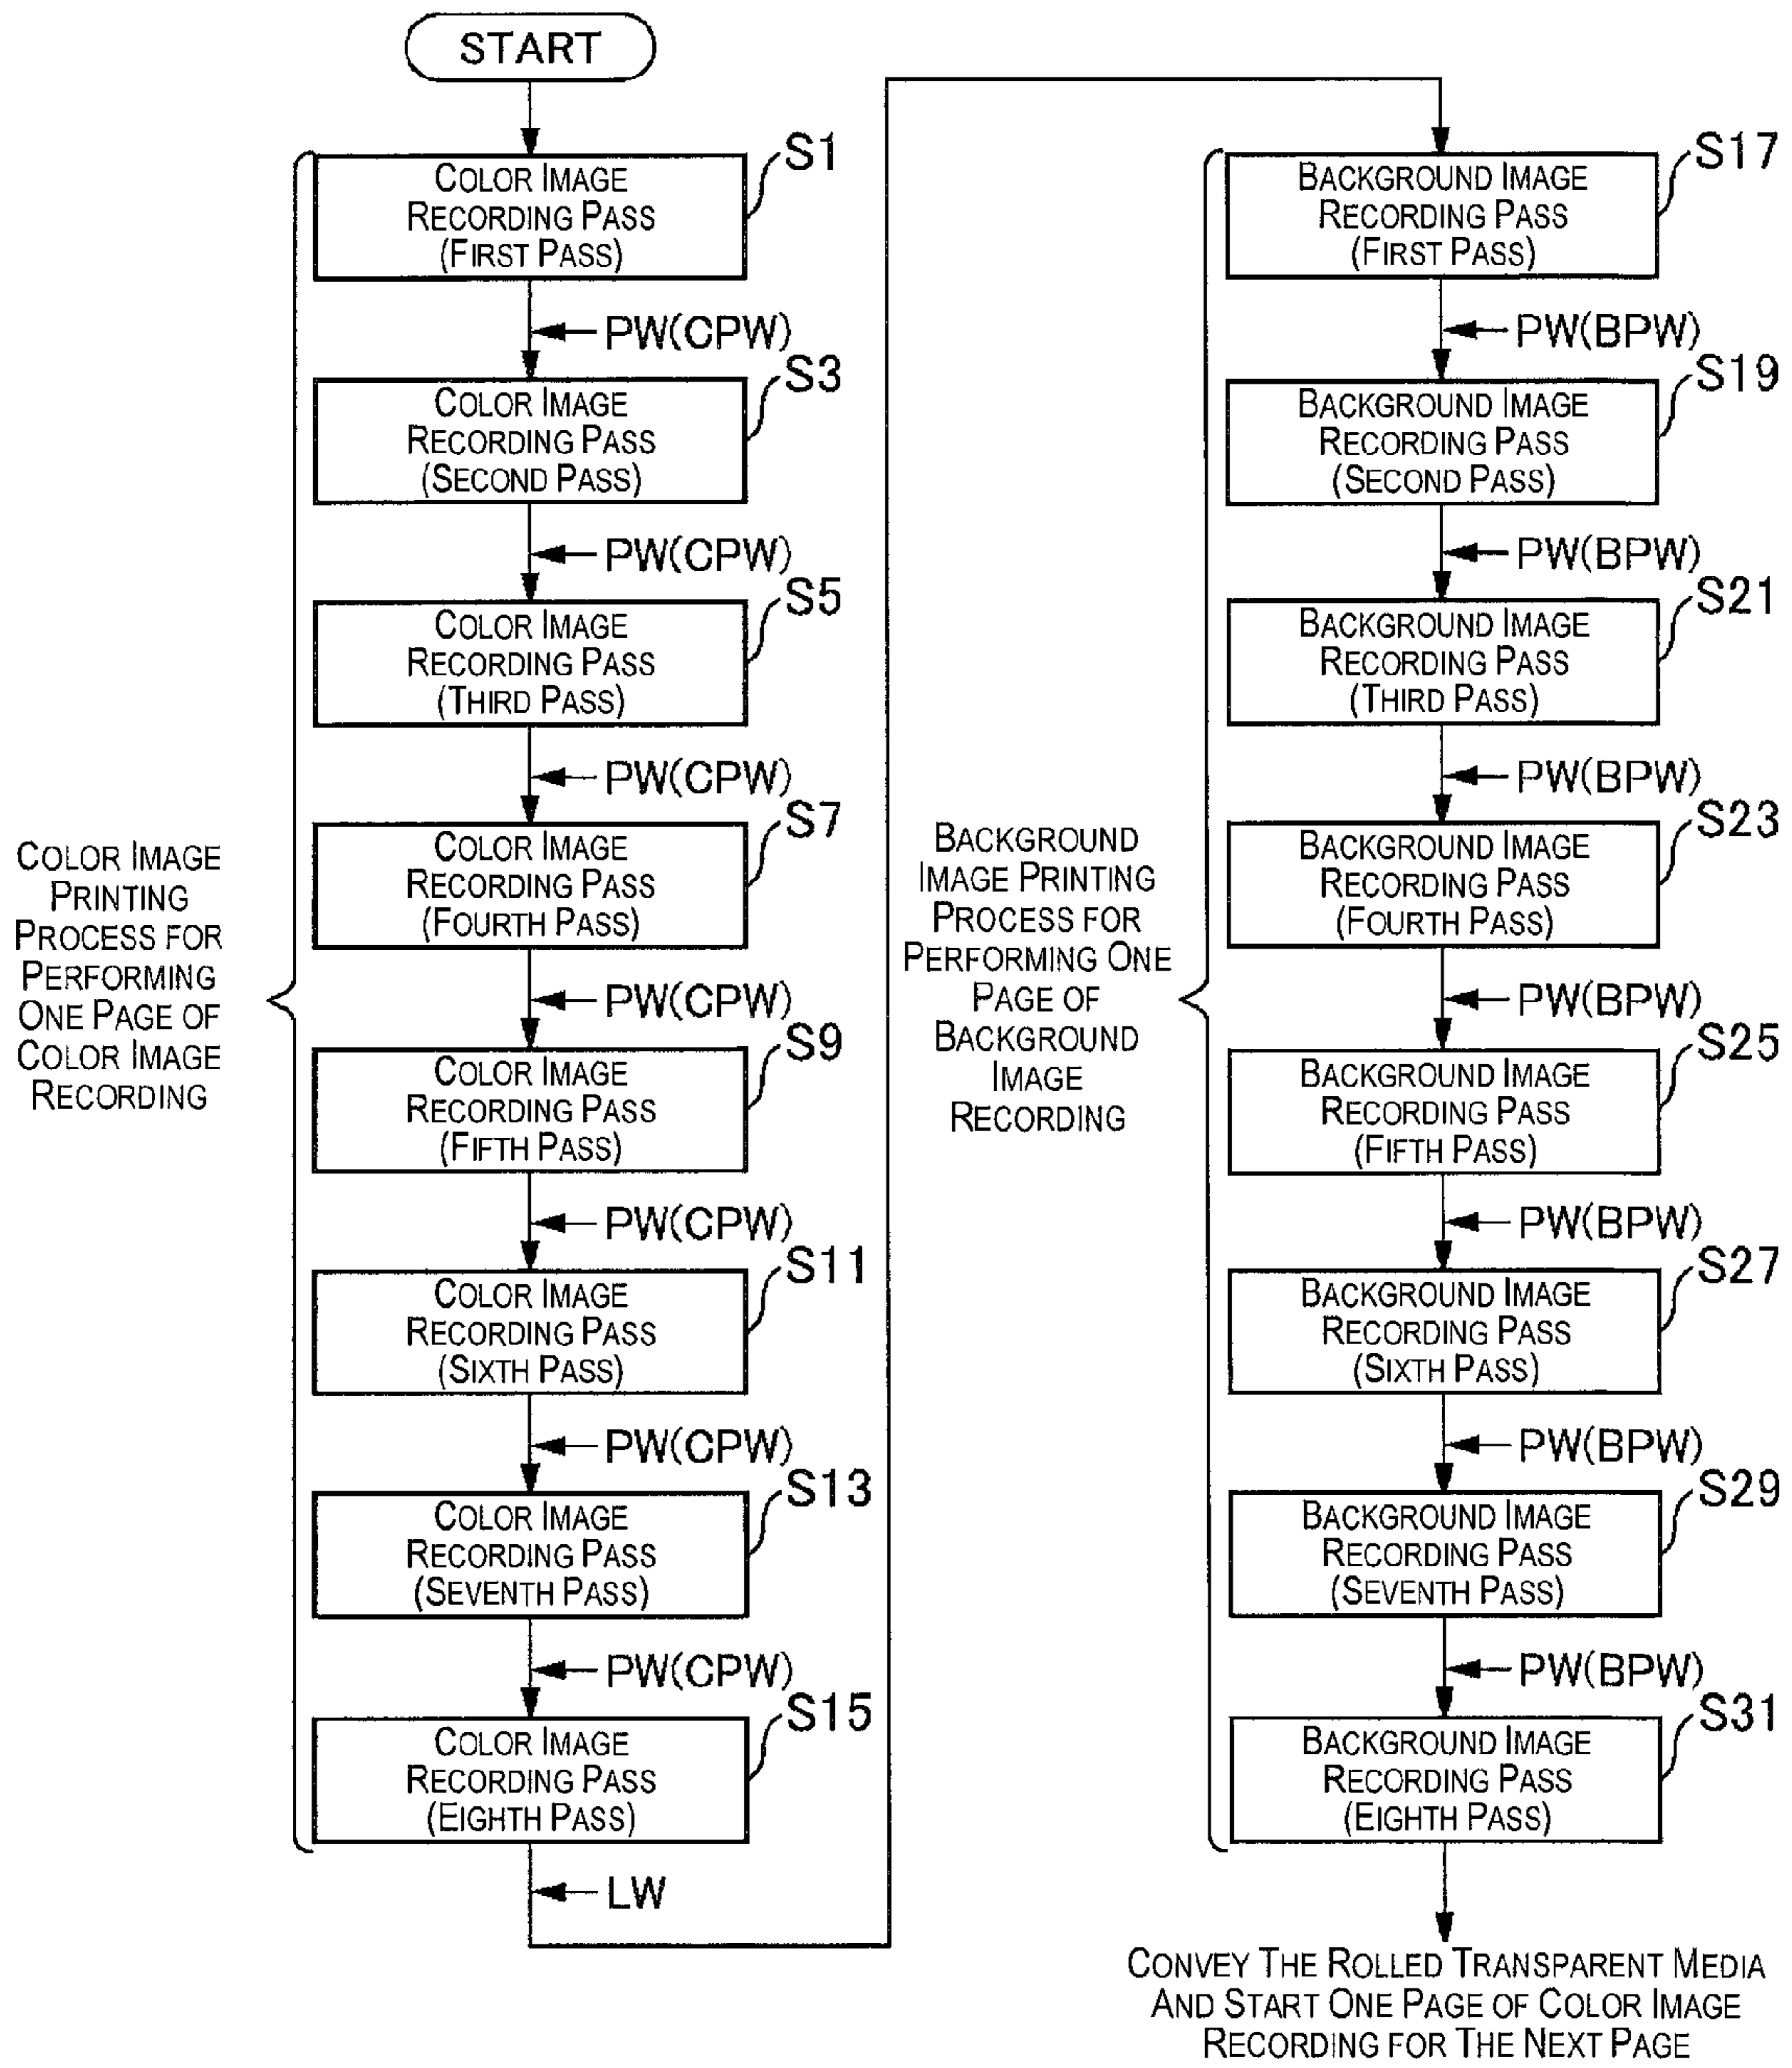 START
S1
COLOR IMAGE
RECORDING PASS
(FIRST PASS)
PW(CPW)
S3
COLOR IMAGE
RECORDING PASS
(SECOND PASS)
PW(CPW)
S5
COLOR IMAGE
RECORDING PASS
(THIRD PASS)
PW(CPW)
S7
COLOR IMAGE
RECORDING PASS
(FOURTH PASS)
PW(CPW)
S9
COLOR IMAGE
RECORDING PASS
(FIFTH PASS)
PW(CPW)
S11
COLOR IMAGE
RECORDING PASS
(SIXTH PASS)
PW(CPW)
S13
COLOR IMAGE
RECORDING PASS
(SEVENTH PASS)
PW(CPW)
S15
COLOR IMAGE
RECORDING PASS
(EIGHTH PASS)
LW
COLOR IMAGE
PRINTING
PROCESS FOR
PERFORMING
ONE PAGE OF
COLOR IMAGE
RECORDING
S17
BACKGROUND IMAGE
RECORDING PASS
(FIRST PASS)
PW(BPW)
S19
BACKGROUND IMAGE
RECORDING PASS
(SECOND PASS)
PW(BPW)
S21
BACKGROUND IMAGE
RECORDING PASS
(THIRD PASS)
PW(BPW)
S23
BACKGROUND IMAGE
RECORDING PASS
(FOURTH PASS)
PW(BPW)
S25
BACKGROUND IMAGE
RECORDING PASS
(FIFTH PASS)
PW(BPW)
S27
BACKGROUND IMAGE
RECORDING PASS
(SIXTH PASS)
PW(BPW)
S29
BACKGROUND IMAGE
RECORDING PASS
(SEVENTH PASS)
PW(BPW)
S31
BACKGROUND IMAGE
RECORDING PASS
(EIGHTH PASS)
BACKGROUND
IMAGE PRINTING
PROCESS FOR
PERFORMING ONE
PAGE OF
BACKGROUND
IMAGE
RECORDING
CONVEY THE ROLLED TRANSPARENT MEDIA
AND START ONE PAGE OF COLOR IMAGE
RECORDING FOR THE NEXT PAGE